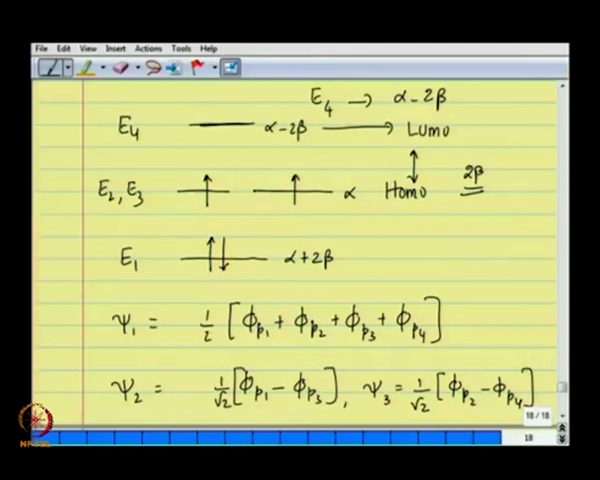 File Edit View Insert Actions Tools Help
E₄ → α - 2β
E₄ α - 2β → Lumo
E₂, E₃ α Homo 2β
E₁ α + 2β
Ψ₁ = 1/2 [ϕp₁ + ϕp₂ + ϕp₃ + ϕp₄]
Ψ₂ = 1/√2 [ϕp₁ - ϕp₃], Ψ₃ = 1/√2 [ϕp₂ - ϕp₄]
18 / 18
18
NPTEL